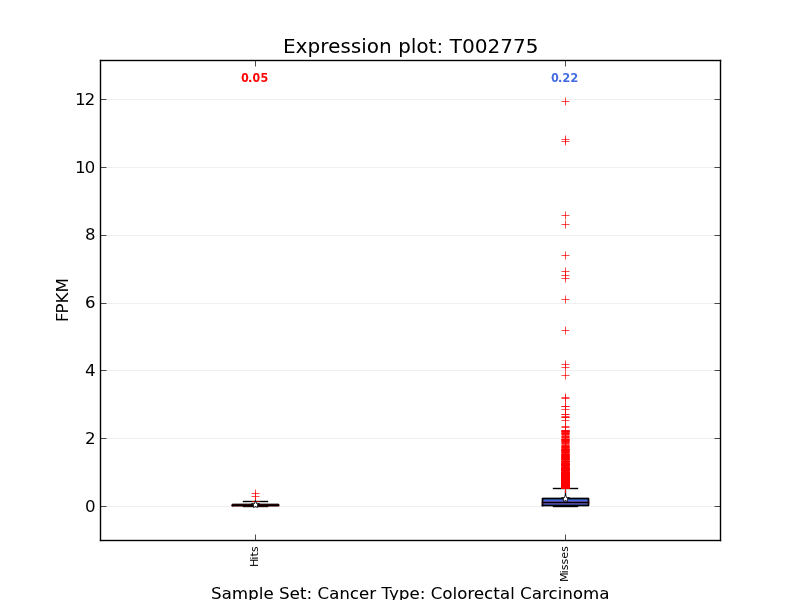 Expression plot: T002775
0.05
0.22
12
10
8
6
4
2
0
FPKM
Hits
Misses
Sample Set: Cancer Type: Colorectal Carcinoma